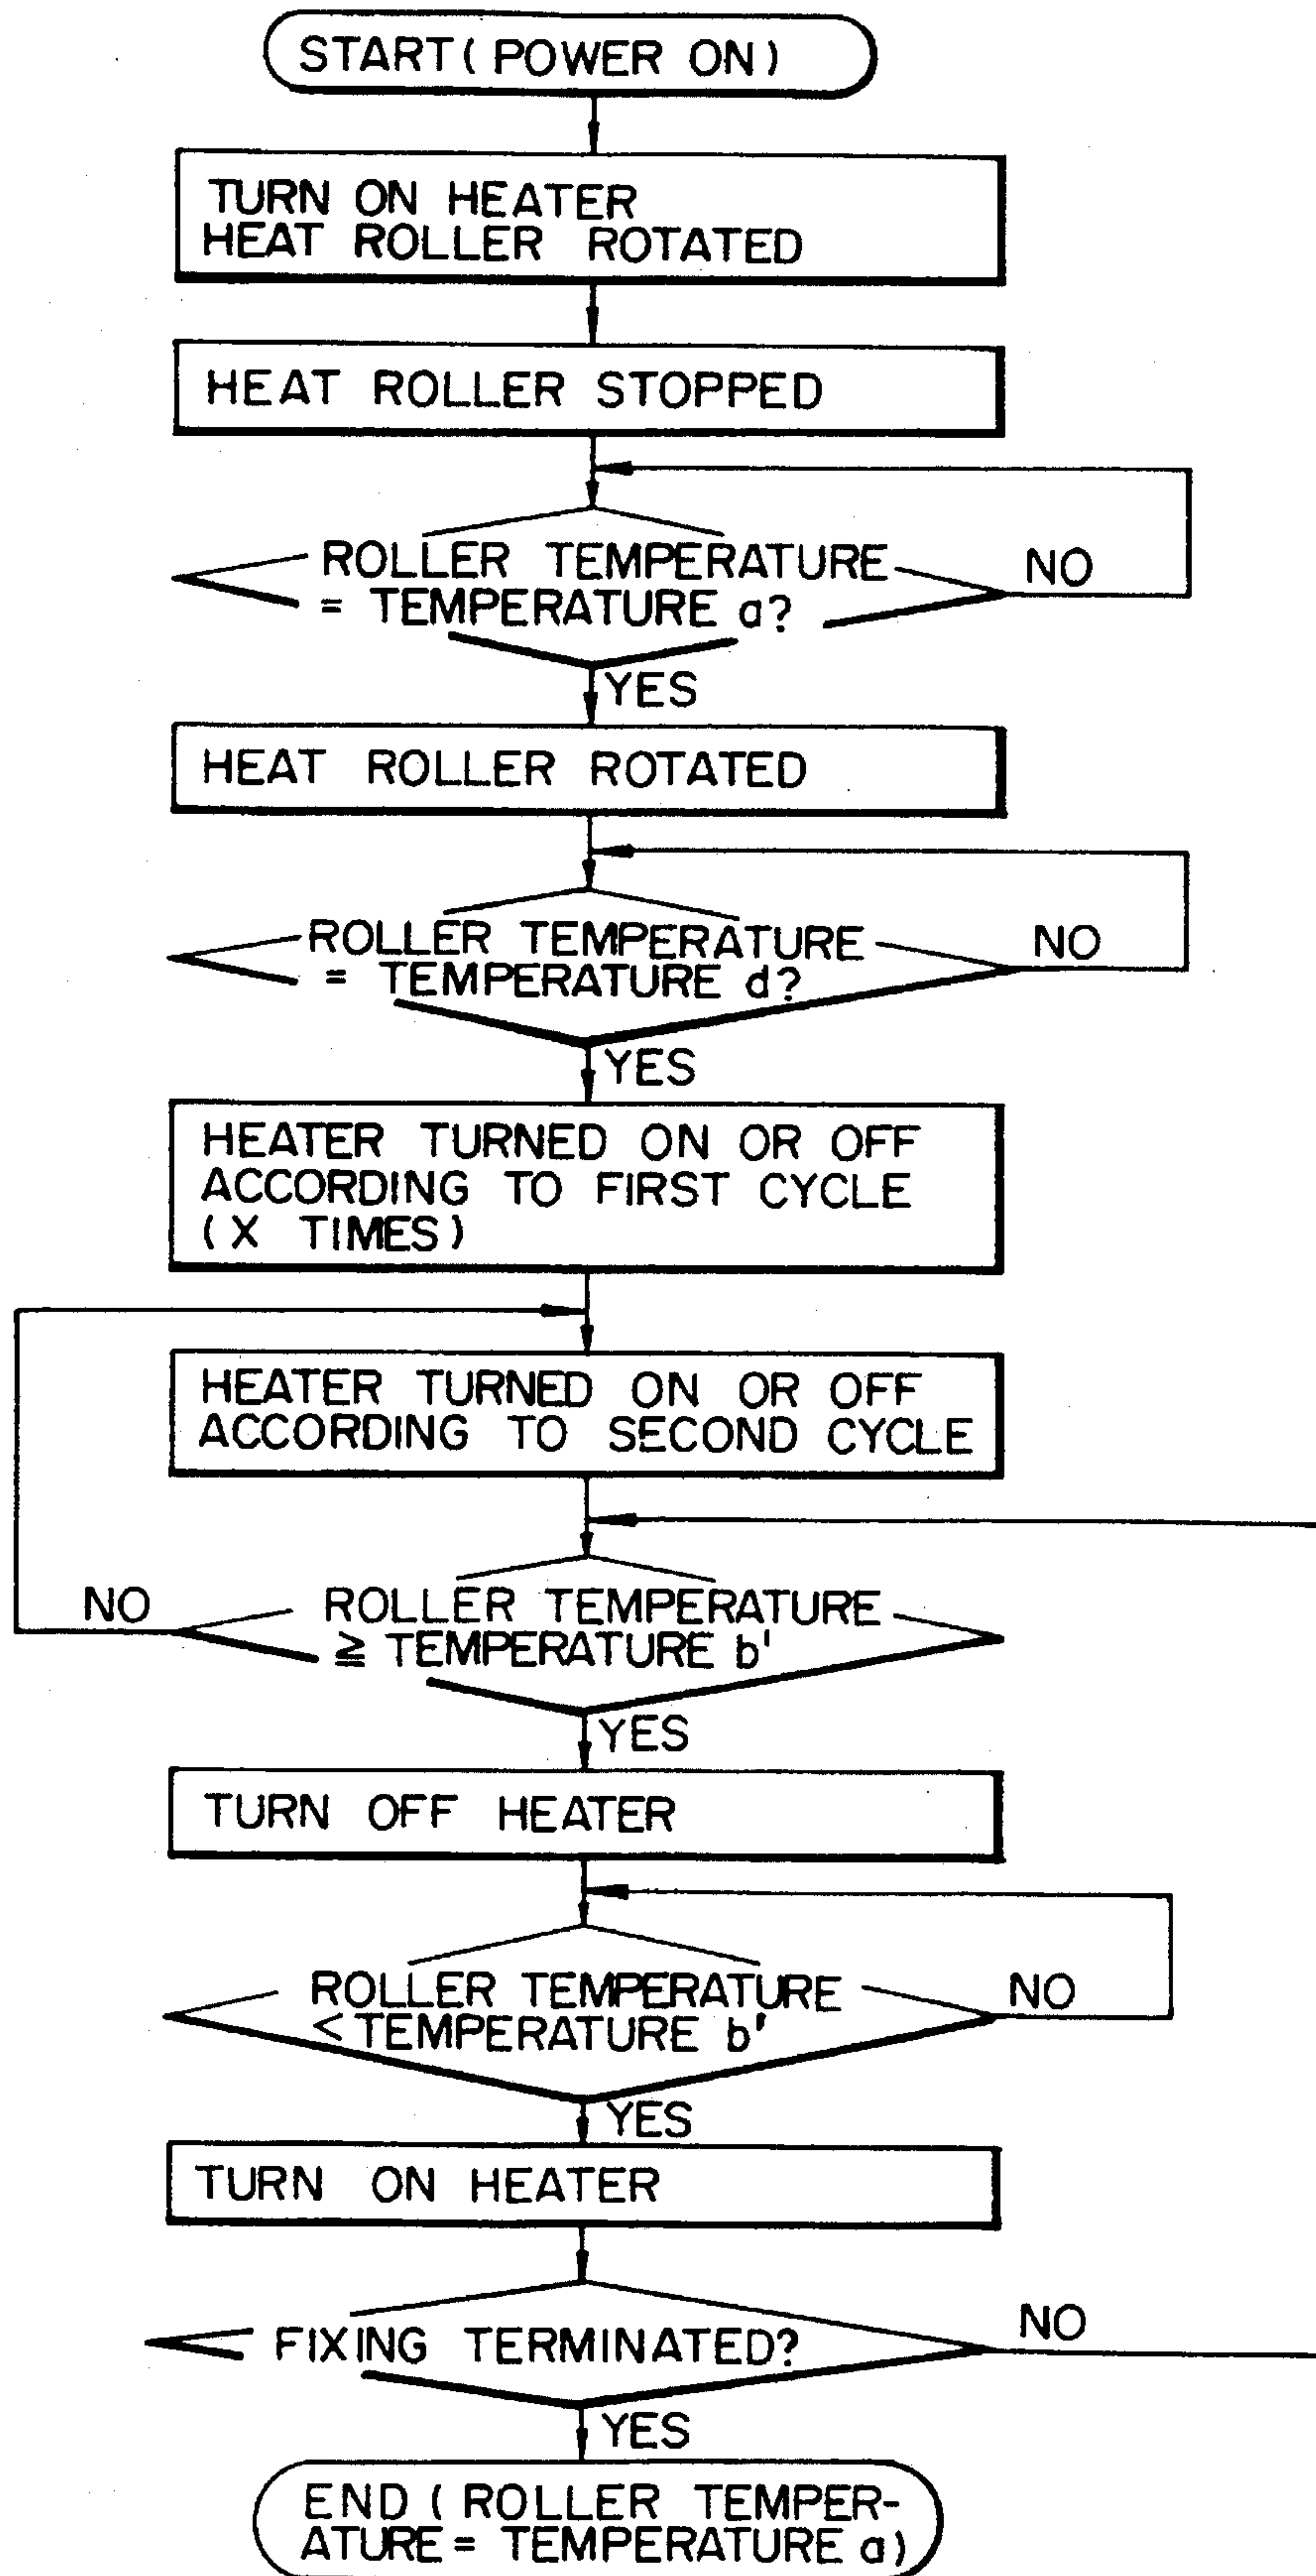 START ( POWER ON )
TURN ON HEATER
HEAT ROLLER ROTATED
HEAT ROLLER STOPPED
ROLLER TEMPERATURE
= TEMPERATURE a?
NO
YES
HEAT ROLLER ROTATED
ROLLER TEMPERATURE
= TEMPERATURE d?
NO
YES
HEATER TURNED ON OR OFF
ACCORDING TO FIRST CYCLE
( X TIMES )
HEATER TURNED ON OR OFF
ACCORDING TO SECOND CYCLE
NO
ROLLER TEMPERATURE
≧ TEMPERATURE b'
YES
TURN OFF HEATER
ROLLER TEMPERATURE
< TEMPERATURE b'
NO
YES
TURN ON HEATER
FIXING TERMINATED?
NO
YES
END ( ROLLER TEMPER-
ATURE = TEMPERATURE a )